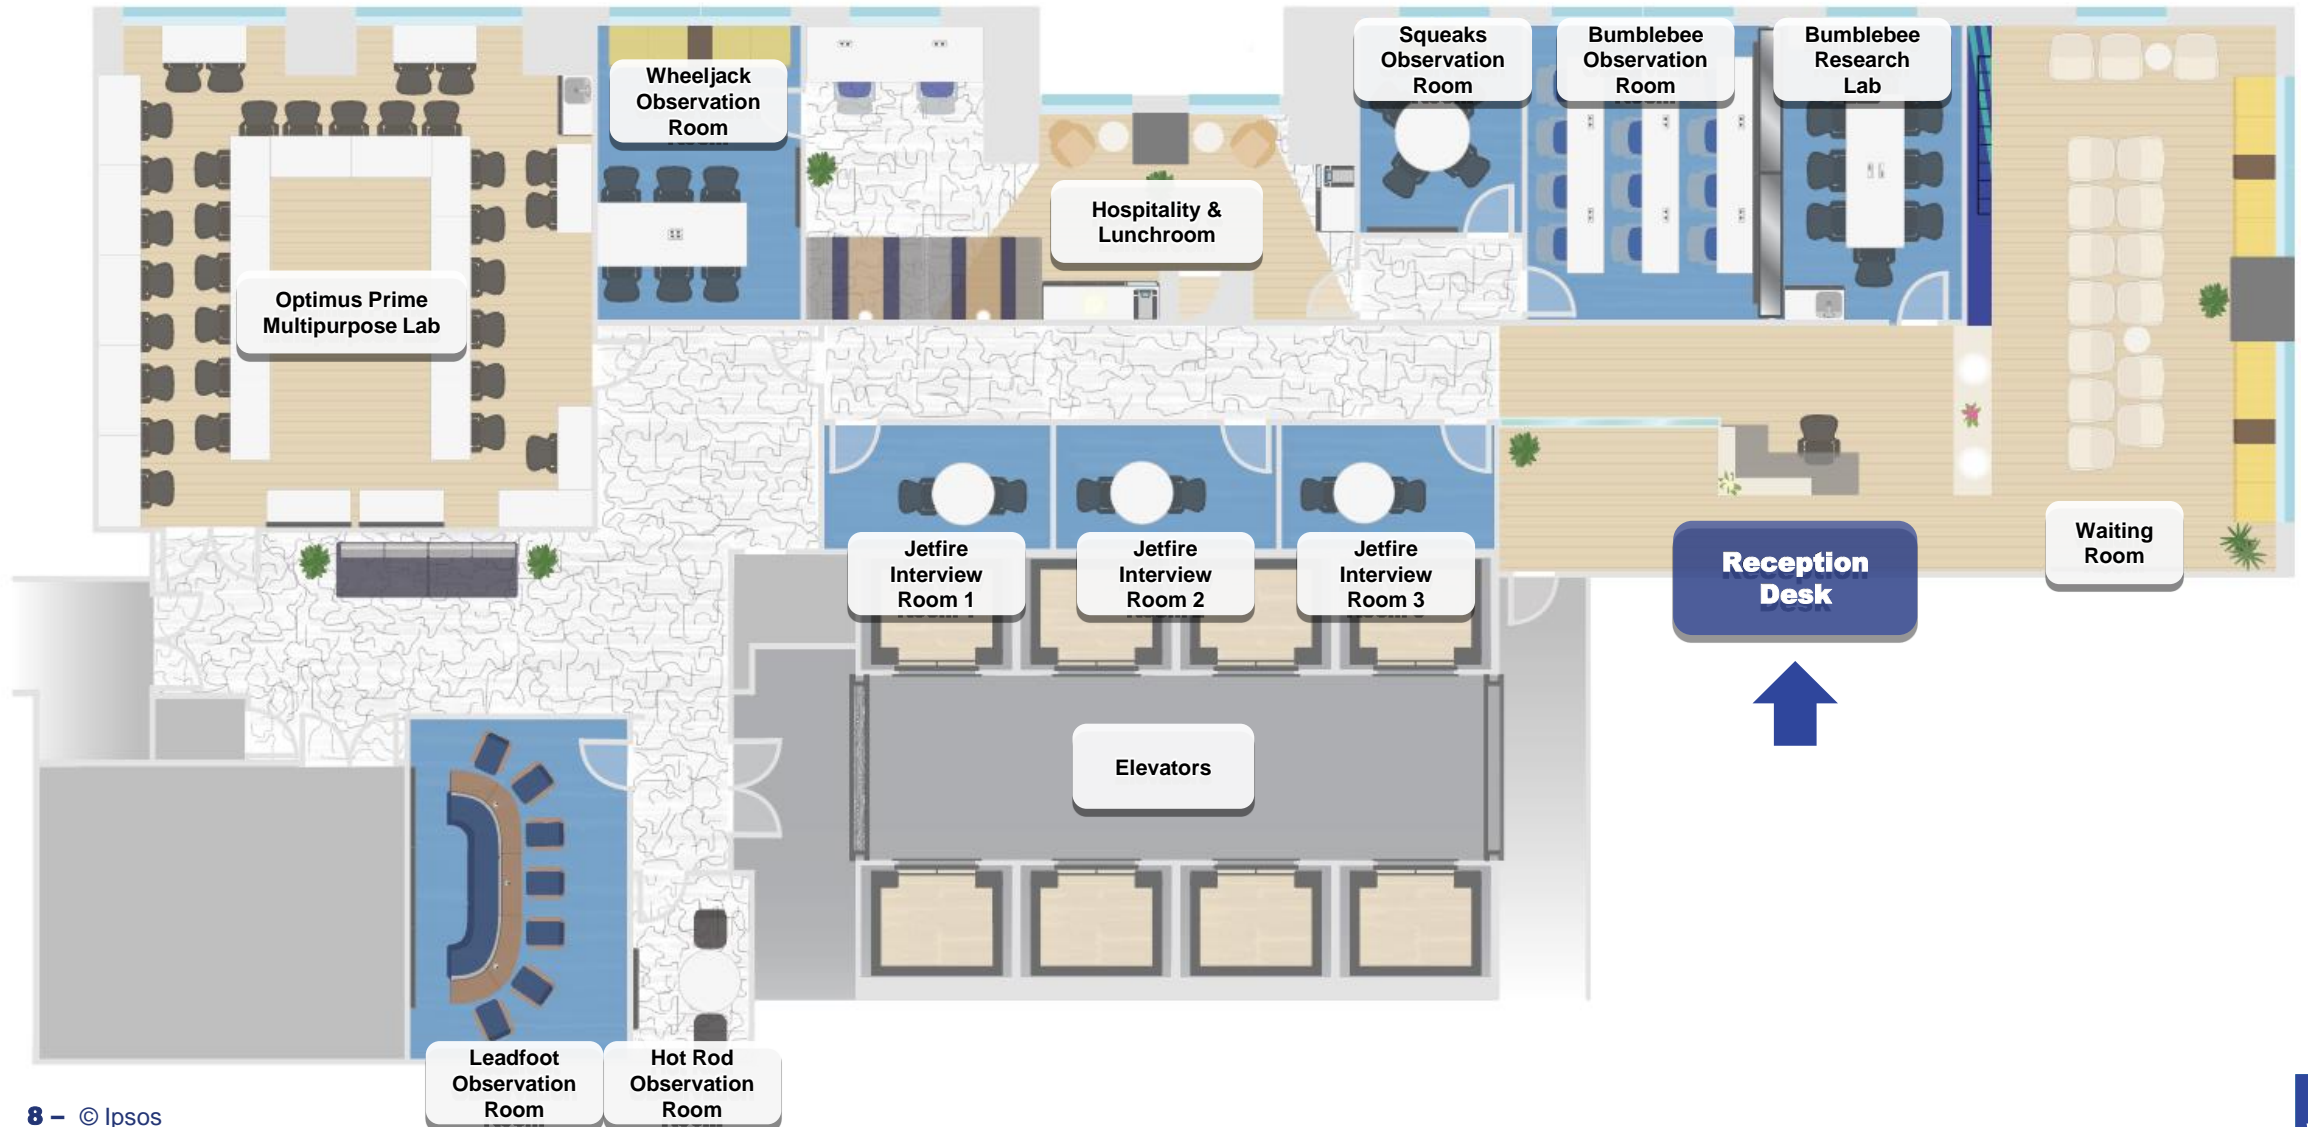 Squeaks
Observation
Room
Bumblebee
Observation
Room
Bumblebee
Research
Lab
Wheeljack
Observation
Room
Hospitality &
Lunchroom
Optimus Prime
Multipurpose Lab
Jetfire
Interview
Room 1
Jetfire
Interview
Room 2
Jetfire
Interview
Room 3
Reception
Desk
Waiting
Room
Elevators
Leadfoot
Observation
Room
Hot Rod
Observation
Room
8 – © Ipsos